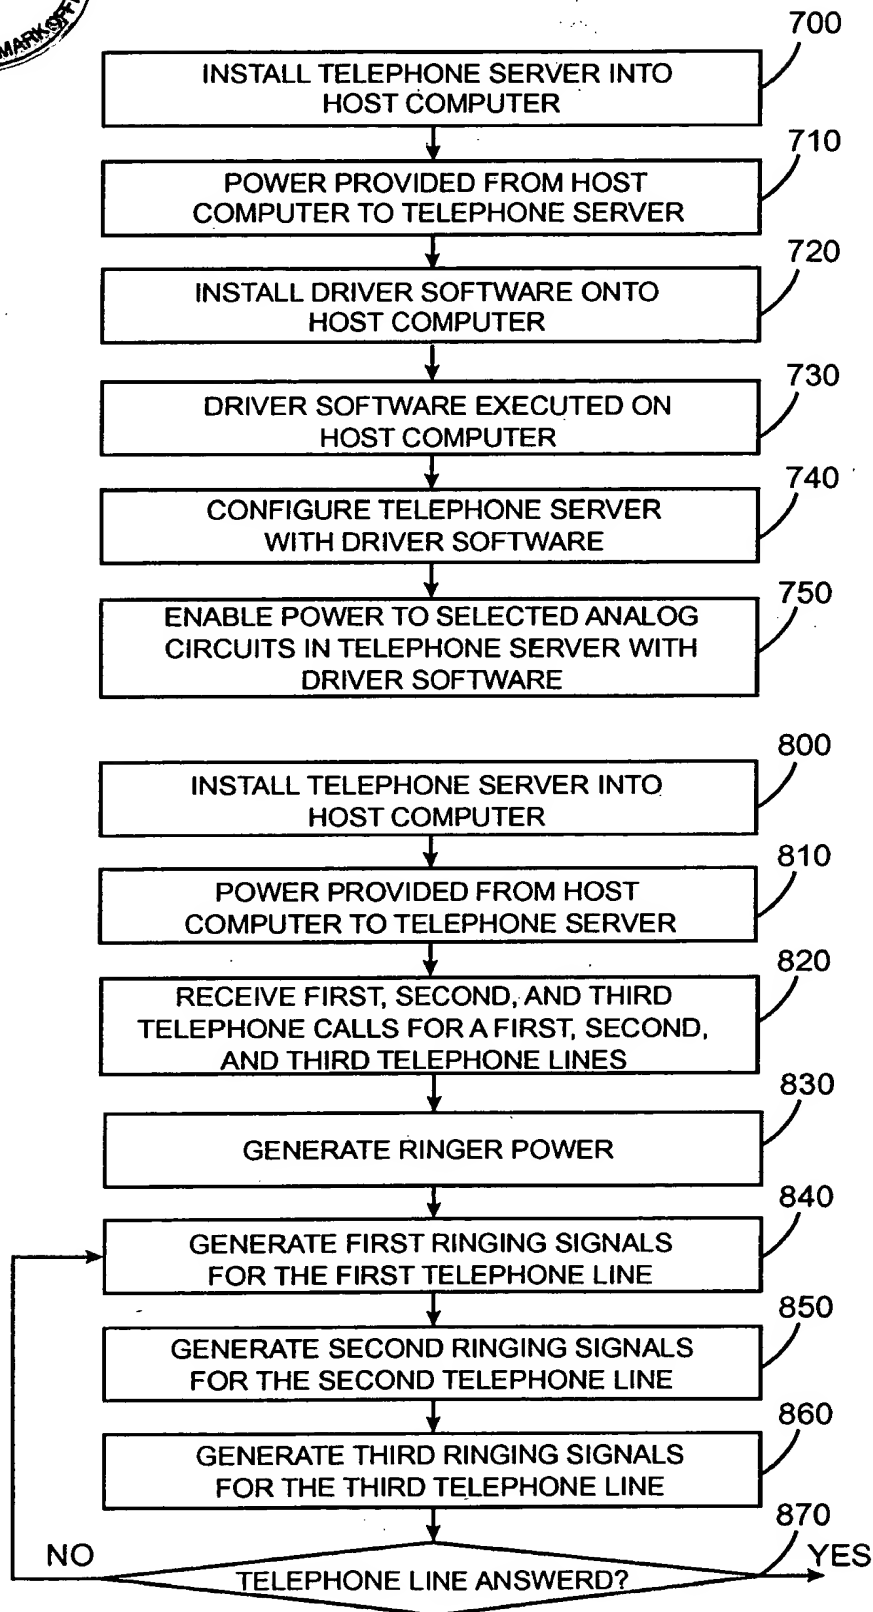 MARK OFFI
700
INSTALL TELEPHONE SERVER INTO
HOST COMPUTER
710
POWER PROVIDED FROM HOST
COMPUTER TO TELEPHONE SERVER
720
INSTALL DRIVER SOFTWARE ONTO
HOST COMPUTER
730
DRIVER SOFTWARE EXECUTED ON
HOST COMPUTER
740
CONFIGURE TELEPHONE SERVER
WITH DRIVER SOFTWARE
750
ENABLE POWER TO SELECTED ANALOG
CIRCUITS IN TELEPHONE SERVER WITH
DRIVER SOFTWARE
800
INSTALL TELEPHONE SERVER INTO
HOST COMPUTER
810
POWER PROVIDED FROM HOST
COMPUTER TO TELEPHONE SERVER
820
RECEIVE FIRST, SECOND, AND THIRD
TELEPHONE CALLS FOR A FIRST, SECOND,
AND THIRD TELEPHONE LINES
830
GENERATE RINGER POWER
840
GENERATE FIRST RINGING SIGNALS
FOR THE FIRST TELEPHONE LINE
850
GENERATE SECOND RINGING SIGNALS
FOR THE SECOND TELEPHONE LINE
860
GENERATE THIRD RINGING SIGNALS
FOR THE THIRD TELEPHONE LINE
870
NO
YES
TELEPHONE LINE ANSWERD?